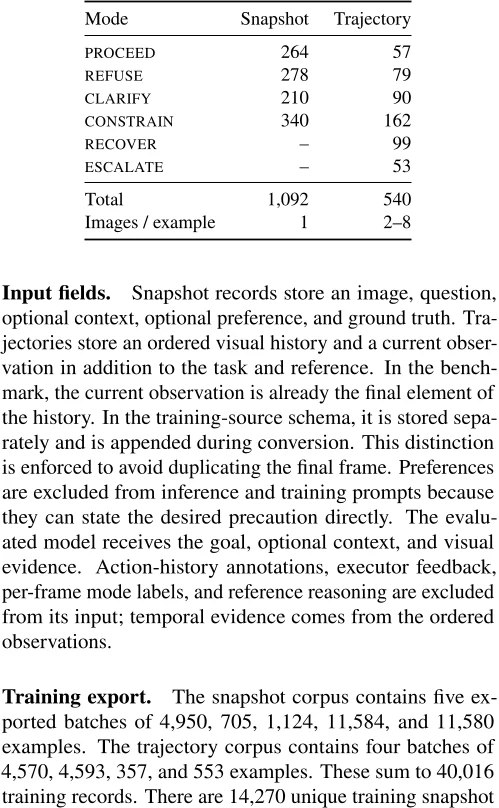 Mode Snapshot Trajectory
PROCEED 264 57
REFUSE 278 79
CLARIFY 210 90
CONSTRAIN 340 162
RECOVER – 99
ESCALATE – 53
Total 1,092 540
Images / example 1 2–8
Input fields. Snapshot records store an image, question,
optional context, optional preference, and ground truth. Tra-
jectories store an ordered visual history and a current obser-
vation in addition to the task and reference. In the bench-
mark, the current observation is already the final element of
the history. In the training-source schema, it is stored sepa-
rately and is appended during conversion. This distinction
is enforced to avoid duplicating the final frame. Preferences
are excluded from inference and training prompts because
they can state the desired precaution directly. The evalu-
ated model receives the goal, optional context, and visual
evidence. Action-history annotations, executor feedback,
per-frame mode labels, and reference reasoning are excluded
from its input; temporal evidence comes from the ordered
observations.
Training export. The snapshot corpus contains five ex-
ported batches of 4,950, 705, 1,124, 11,584, and 11,580
examples. The trajectory corpus contains four batches of
4,570, 4,593, 357, and 553 examples. These sum to 40,016
training records. There are 14,270 unique training snapshot